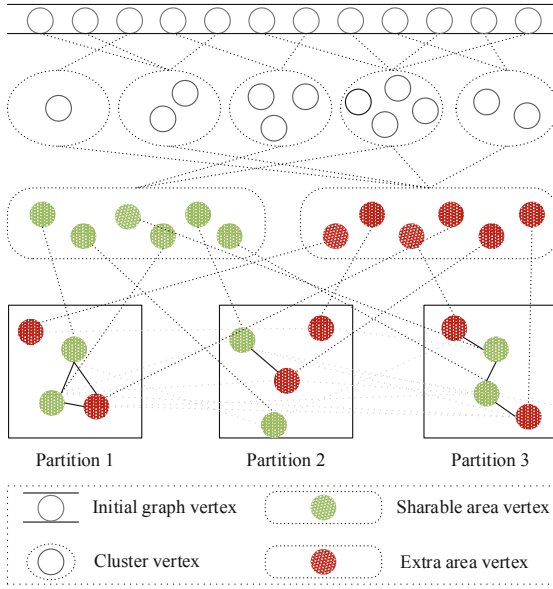 Partition 1
Partition 2
Partition 3
Initial graph vertex
Sharable area vertex
Cluster vertex
Extra area vertex